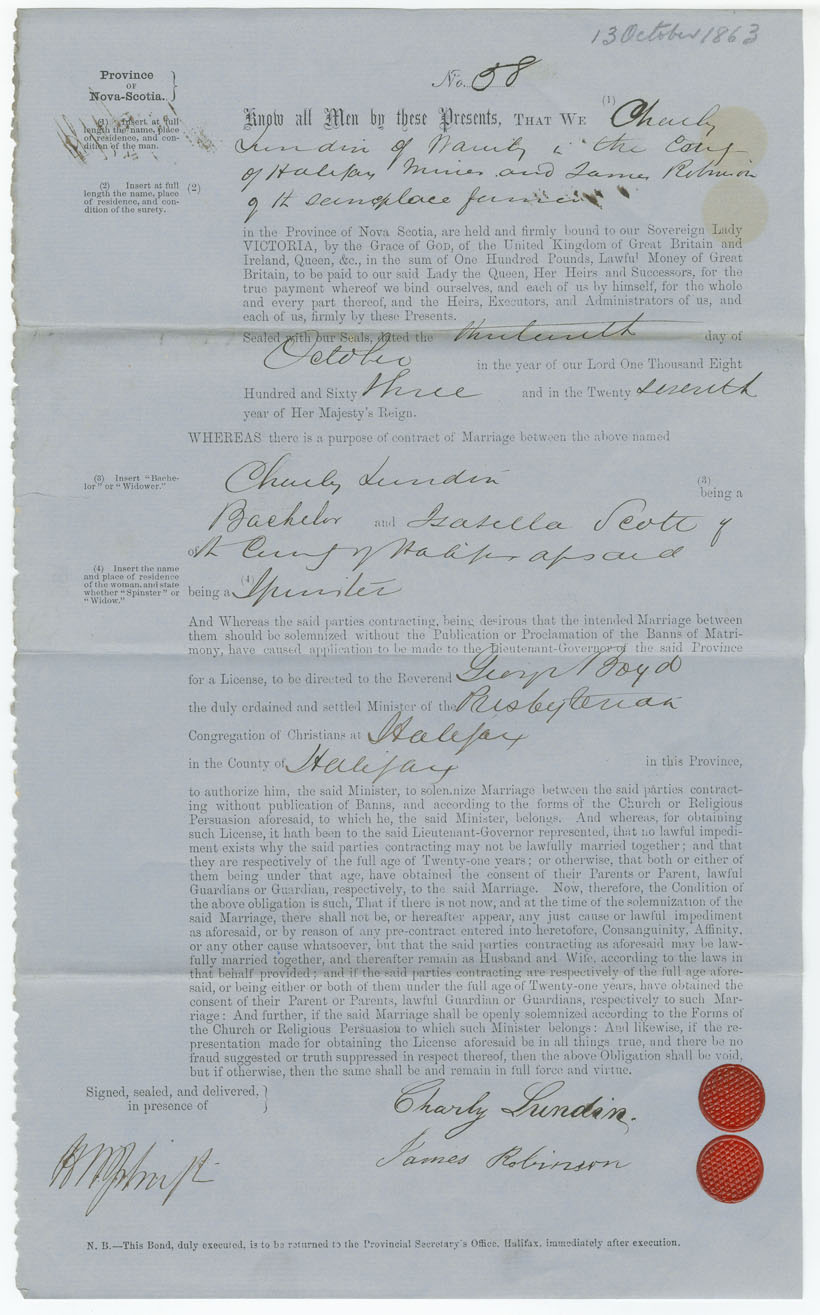 13 October 1863
Province
OF
Nova-Scotia.
No. 58
(1) Insert at full
length the name, place
of residence, and con-
dition of the man.
Know all Men by these Presents, THAT WE (1) Charly
Lundin of the Couy
of Halifax Miner and James Robinson
(2) Insert at full
length the name, place
of residence, and con-
dition of the surety.
(2)
of th same place
in the Province of Nova Scotia, are held and firmly bound to our Sovereign Lady
VICTORIA, by the Grace of GOD, of the United Kingdom of Great Britain and
Ireland, Queen, &c., in the sum of One Hundred Pounds, Lawful Money of Great
Britain, to be paid to our said Lady the Queen, Her Heirs and Successors, for the
true payment whereof we bind ourselves, and each of us by himself, for the whole
and every part thereof, and the Heirs, Executors, and Administrators of us, and
each of us, firmly by these Presents.
Sealed with our Seals, dated the thirteenth day of
October in the year of our Lord One Thousand Eight
Hundred and Sixty three and in the Twenty seventh
year of Her Majesty's Reign.
WHEREAS there is a purpose of contract of Marriage between the above named
(3) Insert "Bache-
lor" or "Widower."
Charly Lundin (3)
being a
Bachelor and Isabella Scott of
of th County of Halifax aforsaid
(4) Insert the name
and place of residence
of the woman, and state
whether "Spinster" or
"Widow."
being a (4) Spinster
And Whereas the said parties contracting, being desirous that the intended Marriage between
them should be solemnized without the Publication or Proclamation of the Banns of Matri-
mony, have caused application to be made to the Lieutenant-Governor of the said Province
for a License, to be directed to the Reverend George Boyd
the duly ordained and settled Minister of the Presbyterian
Congregation of Christians at Halifax
in the County of Halifax in this Province,
to authorize him, the said Minister, to solemnize Marriage between the said parties contract-
ing without publication of Banns, and according to the forms of the Church or Religious
Persuasion aforesaid, to which he, the said Minister, belongs. And whereas, for obtaining
such License, it hath been to the said Lieutenant-Governor represented, that no lawful impedi-
ment exists why the said parties contracting may not be lawfully married together; and that
they are respectively of the full age of Twenty-one years; or otherwise, that both or either of
them being under that age, have obtained the consent of their Parents or Parent, lawful
Guardians or Guardian, respectively, to the said Marriage. Now, therefore, the Condition of
the above obligation is such, That if there is not now, and at the time of the solemnization of the
said Marriage, there shall not be, or hereafter appear, any just cause or lawful impediment
as aforesaid, or by reason of any pre-contract entered into heretofore, Consanguinity, Affinity,
or any other cause whatsoever, but that the said parties contracting as aforesaid may be law-
fully married together, and thereafter remain as Husband and Wife, according to the laws in
that behalf provided; and if the said parties contracting are respectively of the full age afore-
said, or being either or both of them under the full age of Twenty-one years, have obtained the
consent of their Parent or Parents, lawful Guardian or Guardians, respectively to such Mar-
riage: And further, if the said Marriage shall be openly solemnized according to the Forms of
the Church or Religious Persuasion to which such Minister belongs: And likewise, if the re-
presentation made for obtaining the License aforesaid be in all things true, and there be no
fraud suggested or truth suppressed in respect thereof, then the above Obligation shall be void,
but if otherwise, then the same shall be and remain in full force and virtue.
Signed, sealed, and delivered,
in presence of
Charly Lundin.
James Robinson
N. B.—This Bond, duly executed, is to be returned to the Provincial Secretary's Office, Halifax, immediately after execution.